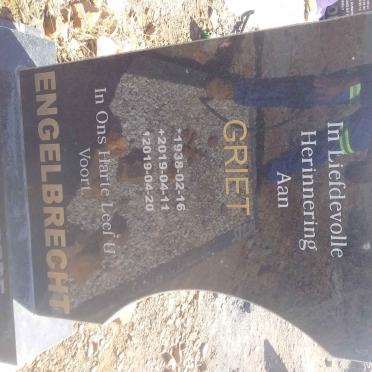 In Liefdevolle
Herinnering
Aan
GRIET
*1938-02-16
+2019-04-11
†2019-04-20
In Ons Harte Leef U
Voort
ENGELBRECHT